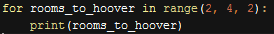 for rooms_to_hoover in range(2, 4, 2):
    print(rooms_to_hoover)